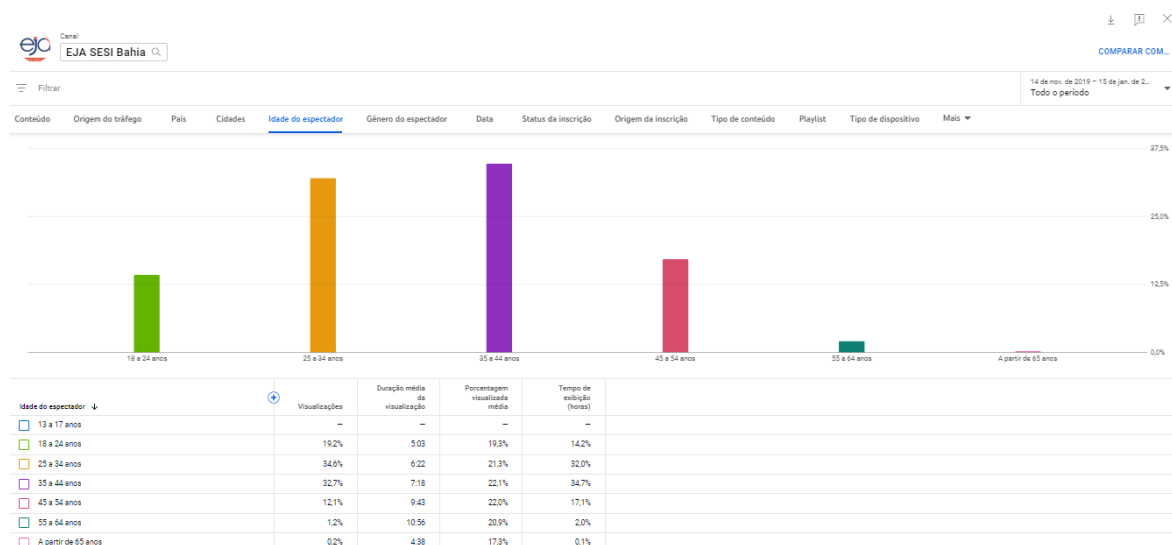 eja
Canal
EJA SESI Bahia
COMPARAR COM...
Filtrar
14 de nov. de 2019 – 15 de jan. de 2...
Todo o período
Conteúdo Origem do tráfego País Cidades Idade do espectador Gênero do espectador Data Status da inscrição Origem da inscrição Tipo de conteúdo Playlist Tipo de dispositivo Mais
37,5%
25,0%
12,5%
0,0%
18 a 24 anos 25 a 34 anos 35 a 44 anos 45 a 54 anos 55 a 64 anos A partir de 65 anos
Idade do espectador
Visualizações
Duração média
da
visualização
Porcentagem
visualizada
média
Tempo de
exibição
(horas)
13 a 17 anos – – – –
18 a 24 anos 19,2% 5:03 19,3% 14,2%
25 a 34 anos 34,6% 6:22 21,3% 32,0%
35 a 44 anos 32,7% 7:18 22,1% 34,7%
45 a 54 anos 12,1% 9:43 22,0% 17,1%
55 a 64 anos 1,2% 10:56 20,9% 2,0%
A partir de 65 anos 0,2% 4:38 17,3% 0,1%